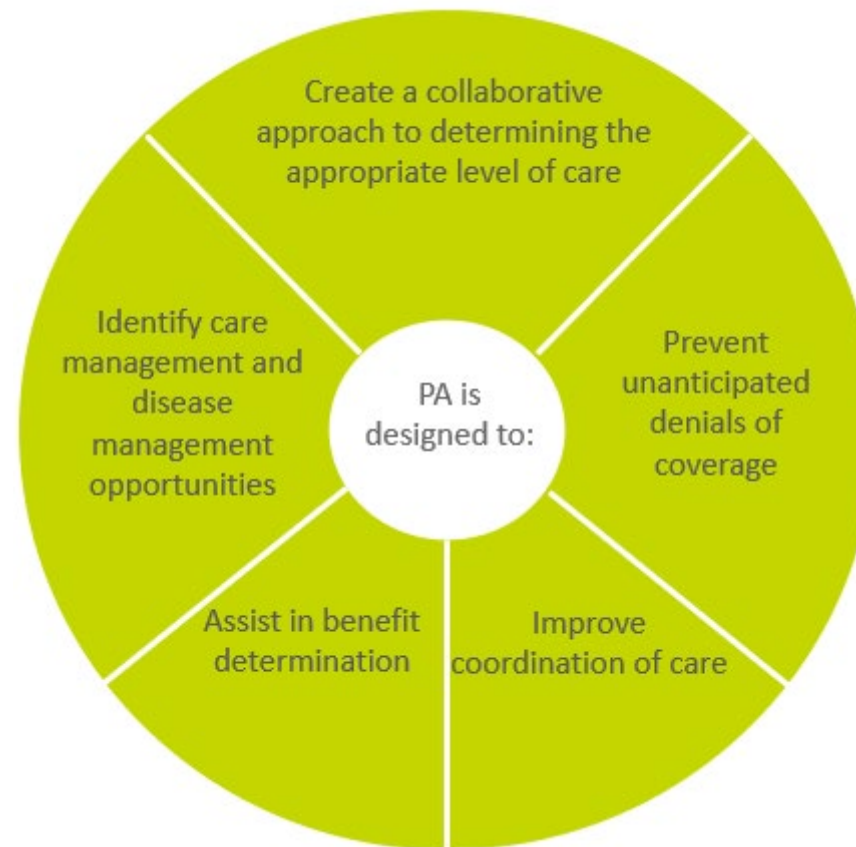 Create a collaborative
approach to determining the
appropriate level of care
Prevent
unanticipated
denials of
coverage
Improve
coordination of care
Assist in benefit
determination
Identify care
management and
disease
management
opportunities
PA is
designed to: